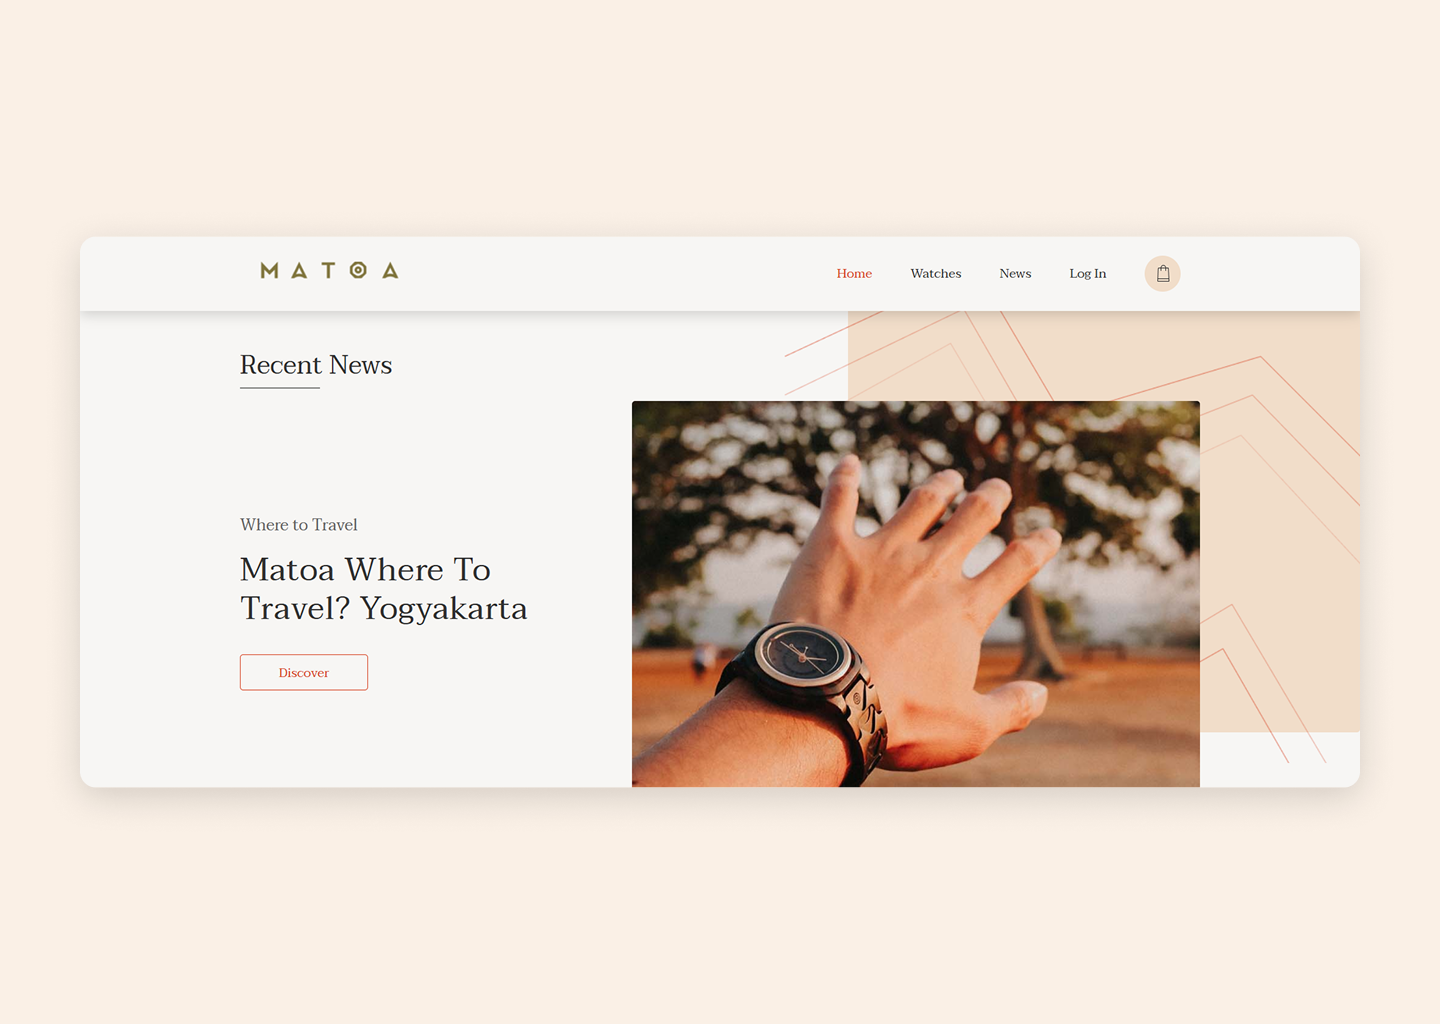 MATOA
Home
Watches
News
Log In
Recent News
Where to Travel
Matoa Where To
Travel? Yogyakarta
Discover